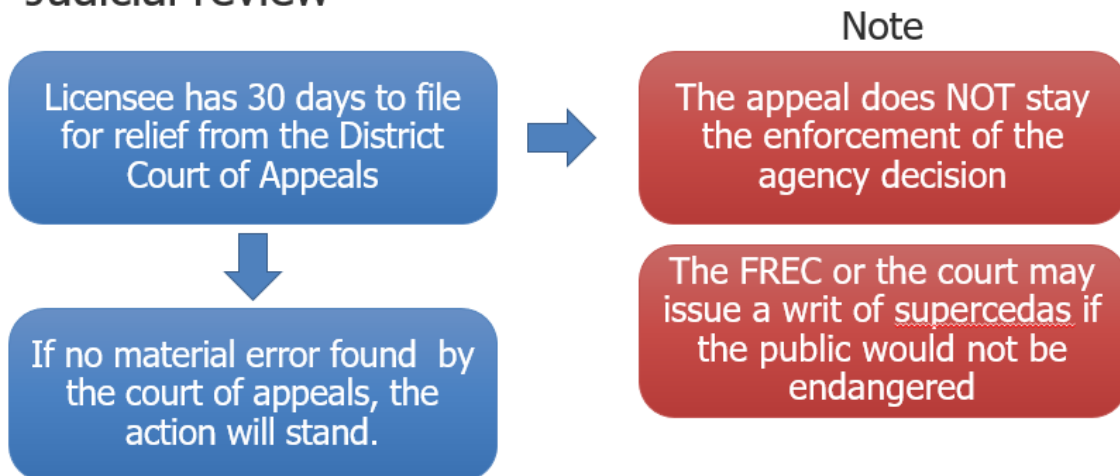 Judicial review
Note
Licensee has 30 days to file
for relief from the District
Court of Appeals
The appeal does NOT stay
the enforcement of the
agency decision
The FREC or the court may
issue a writ of supercedas if
the public would not be
endangered
If no material error found  by
the court of appeals, the
action will stand.